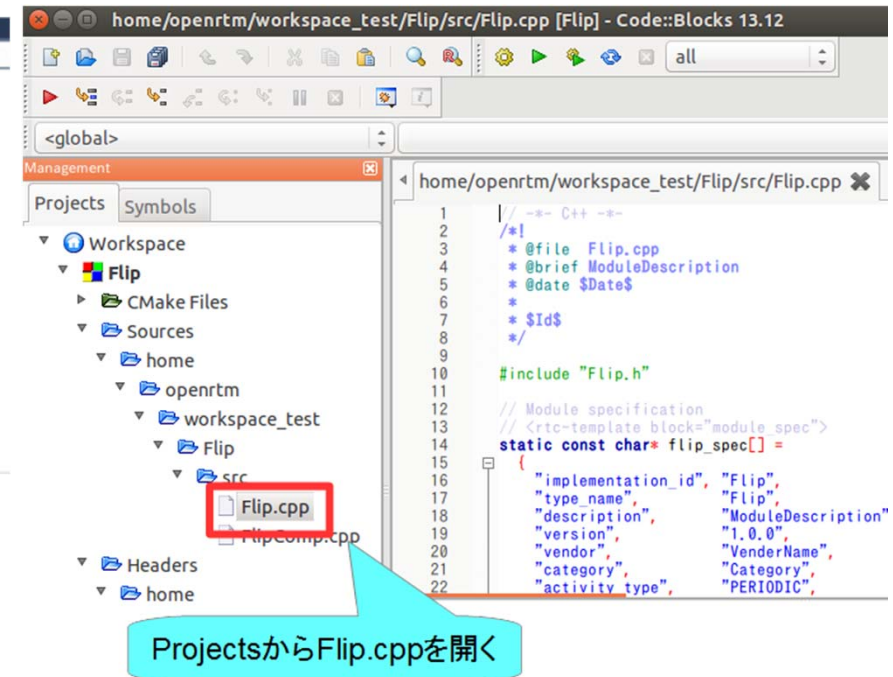 home/openrtm/workspace_test/Flip/src/Flip.cpp [Flip] - Code::Blocks 13.12
all
<global>
Management
Projects
Symbols
Workspace
Flip
CMake Files
Sources
home
openrtm
workspace_test
Flip
src
Flip.cpp
FlipComp.cpp
Headers
home
home/openrtm/workspace_test/Flip/src/Flip.cpp
1 // -*- C++ -*-
2 /*!
3 * @file Flip.cpp
4 * @brief ModuleDescription
5 * @date $Date$
6 *
7 * $Id$
8 */
9
10 #include "Flip.h"
11
12 // Module specification
13 // <rtc-template block="module_spec">
14 static const char* flip_spec[] =
15 {
16 "implementation_id", "Flip",
17 "type_name", "Flip",
18 "description", "ModuleDescription"
19 "version", "1.0.0",
20 "vendor", "VenderName",
21 "category", "Category",
22 "activity_type", "PERIODIC",
ProjectsからFlip.cppを開く